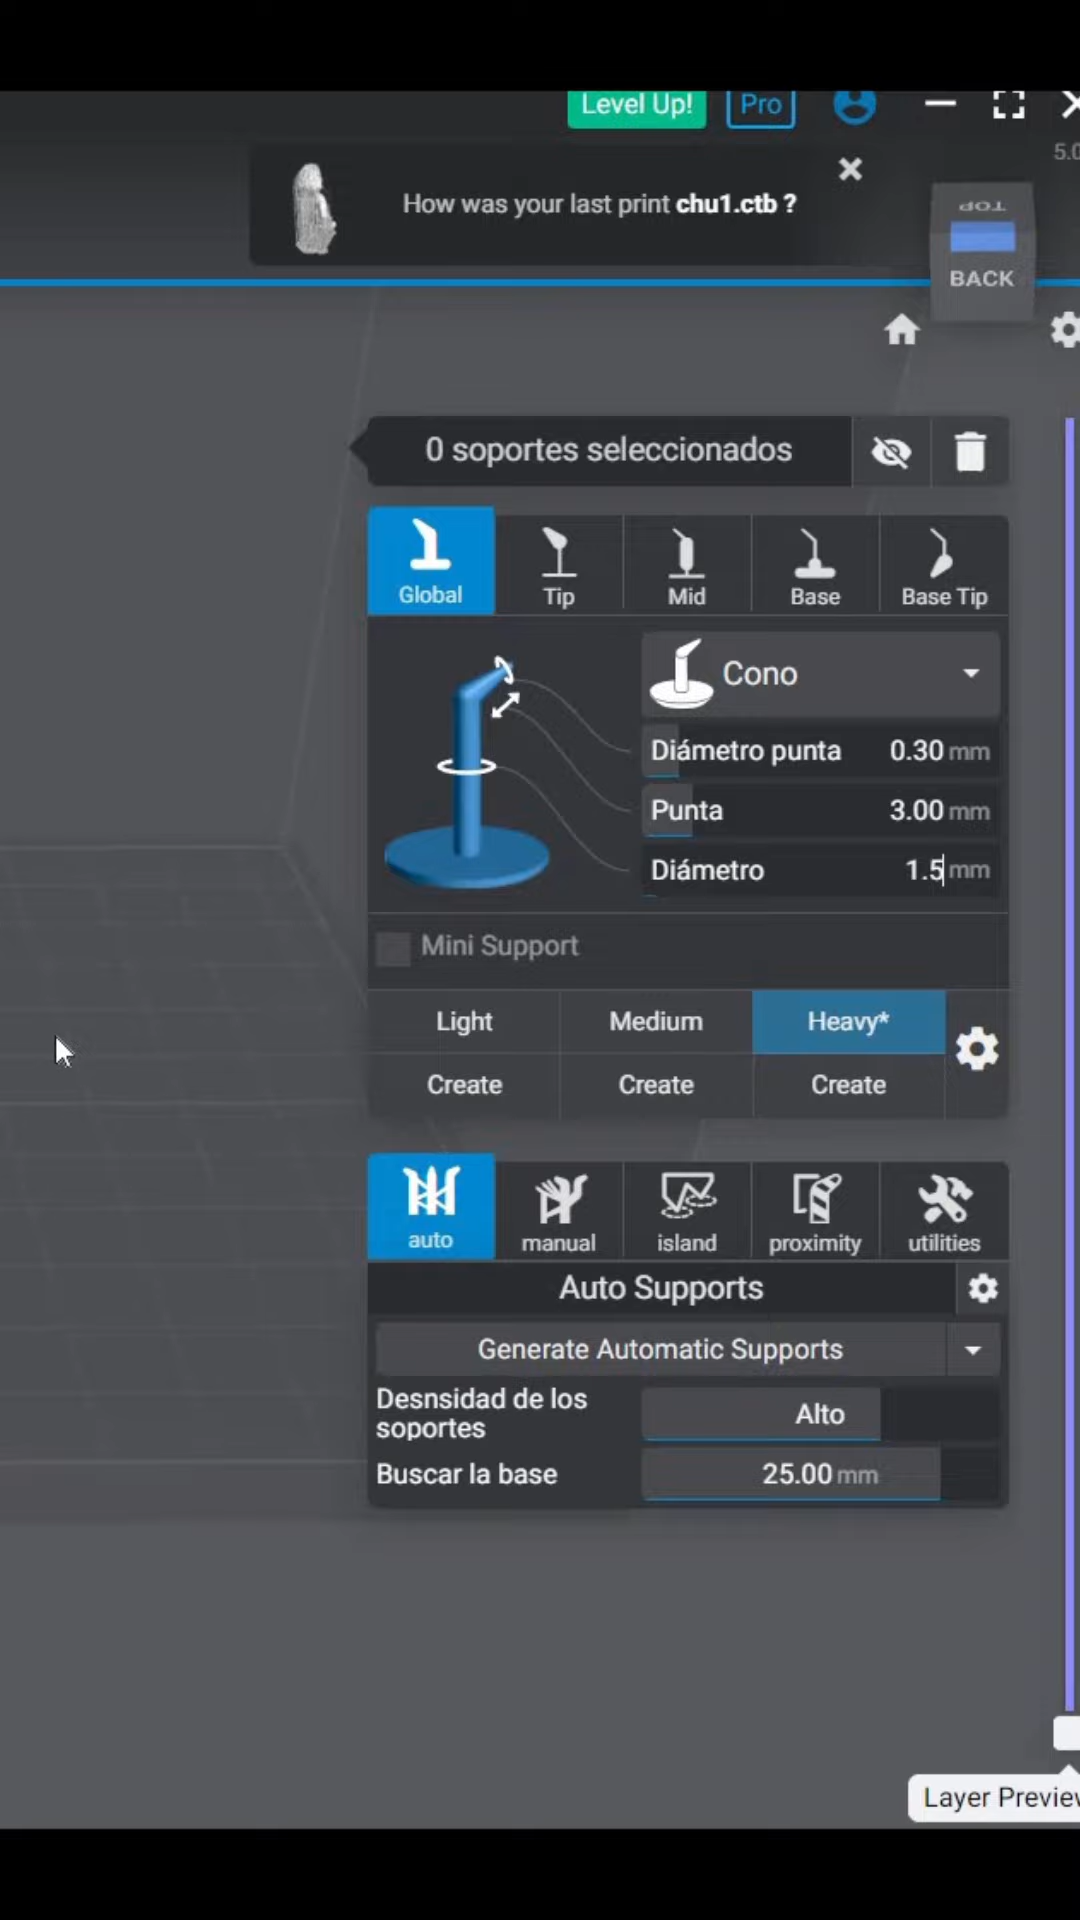 Level Up! Pro
5.0
How was your last print chu1.ctb ?
TOP
BACK
0 soportes seleccionados
Global Tip Mid Base Base Tip
Cono
Diámetro punta 0.30 mm
Punta 3.00 mm
Diámetro 1.5 mm
Mini Support
Light Medium Heavy*
Create Create Create
auto manual island proximity utilities
Auto Supports
Generate Automatic Supports
Desnsidad de los
soportes
Alto
Buscar la base 25.00 mm
Layer Preview